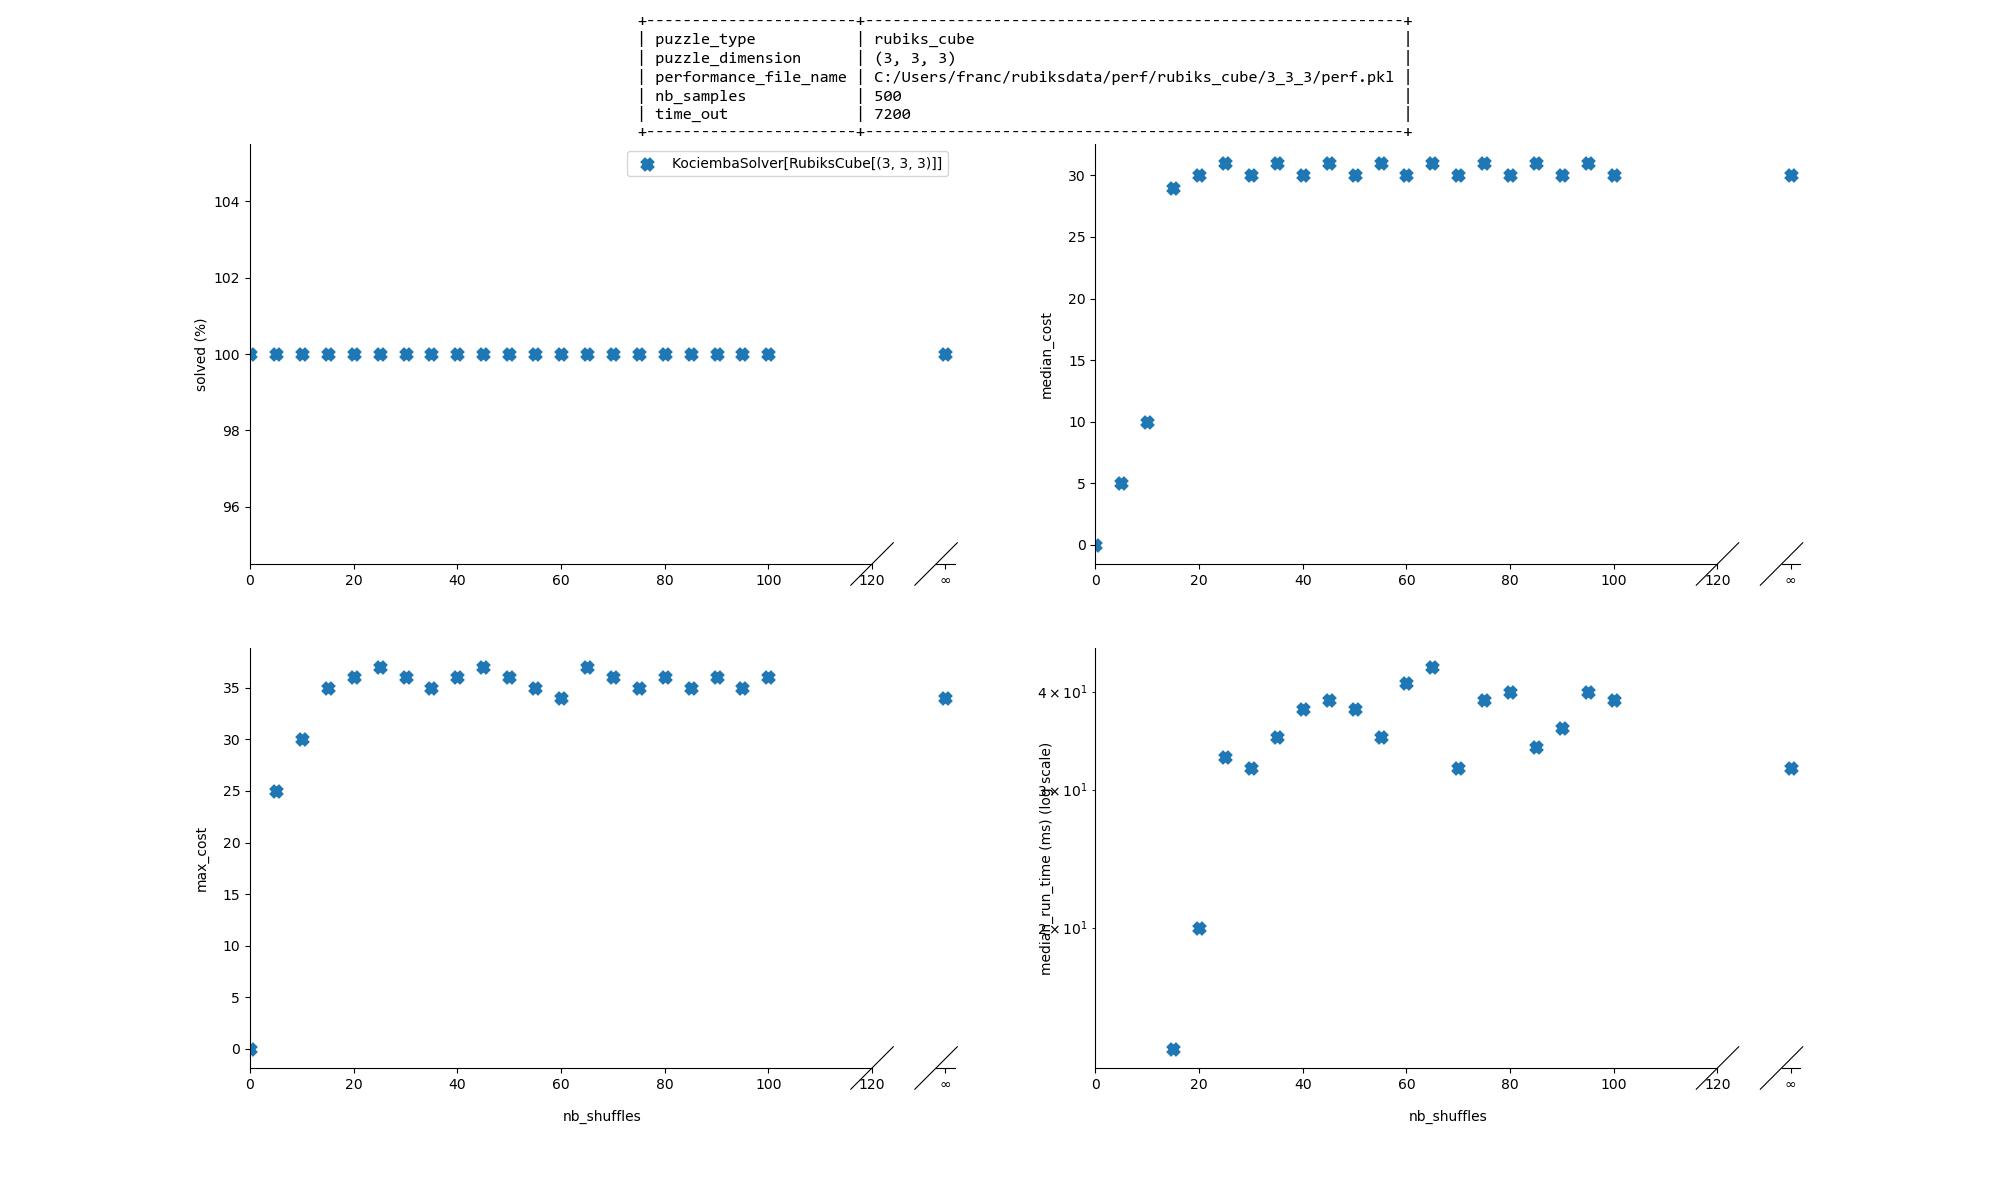 +-----------------------+-----------------------------------------------------------+
| puzzle_type | rubiks_cube |
| puzzle_dimension | (3, 3, 3) |
| performance_file_name | C:/Users/franc/rubiksdata/perf/rubiks_cube/3_3_3/perf.pkl |
| nb_samples | 500 |
| time_out | 7200 |
+-----------------------+-----------------------------------------------------------+
KociembaSolver[RubiksCube[(3, 3, 3)]]
solved (%)
104
102
100
98
96
0 20 40 60 80 100 120 ∞
median_cost
30
25
20
15
10
5
0
0 20 40 60 80 100 120 ∞
max_cost
35
30
25
20
15
10
5
0
0 20 40 60 80 100 120 ∞
nb_shuffles
median_run_time (ms) (log scale)
4 × 10¹
3 × 10¹
2 × 10¹
0 20 40 60 80 100 120 ∞
nb_shuffles